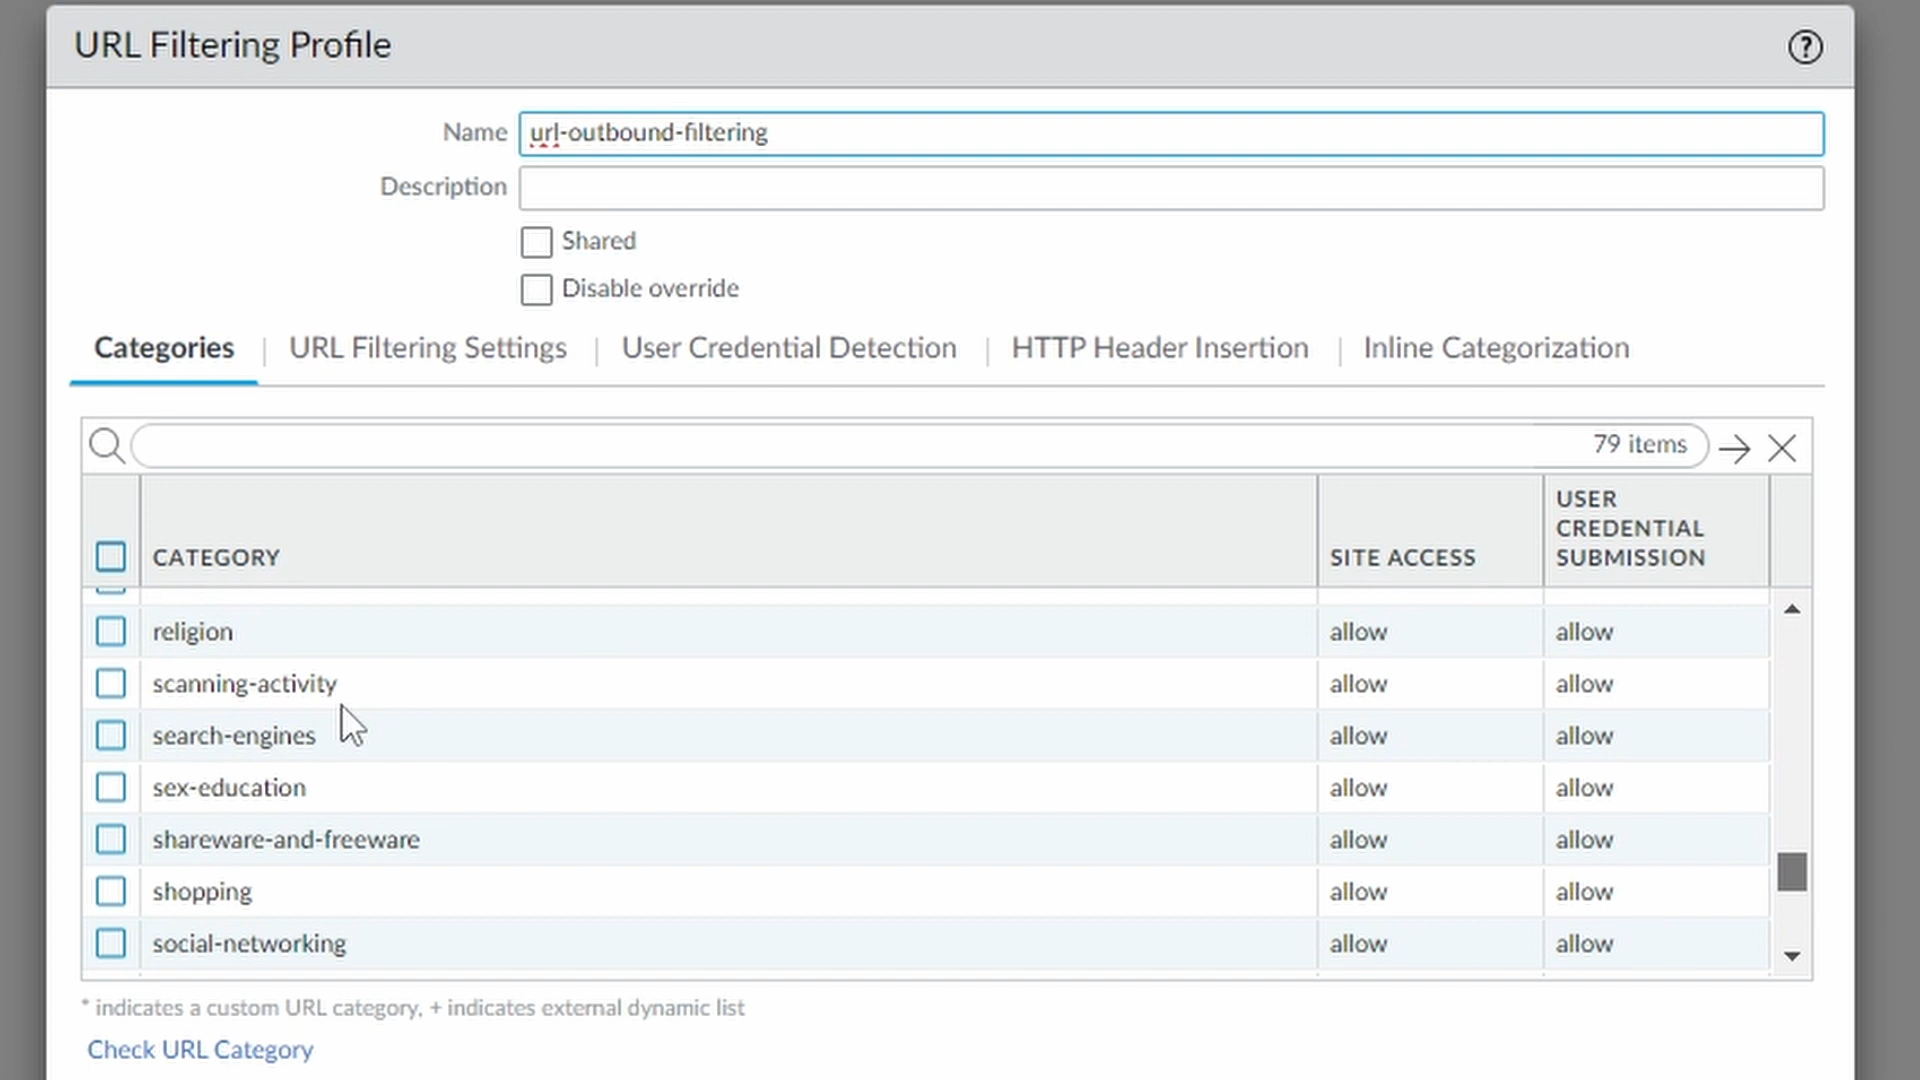 URL Filtering Profile
?
Name url-outbound-filtering
Description
Shared
Disable override
Categories | URL Filtering Settings | User Credential Detection | HTTP Header Insertion | Inline Categorization
79 items
CATEGORY SITE ACCESS USER CREDENTIAL SUBMISSION
religion allow allow
scanning-activity allow allow
search-engines allow allow
sex-education allow allow
shareware-and-freeware allow allow
shopping allow allow
social-networking allow allow
* indicates a custom URL category, + indicates external dynamic list
Check URL Category